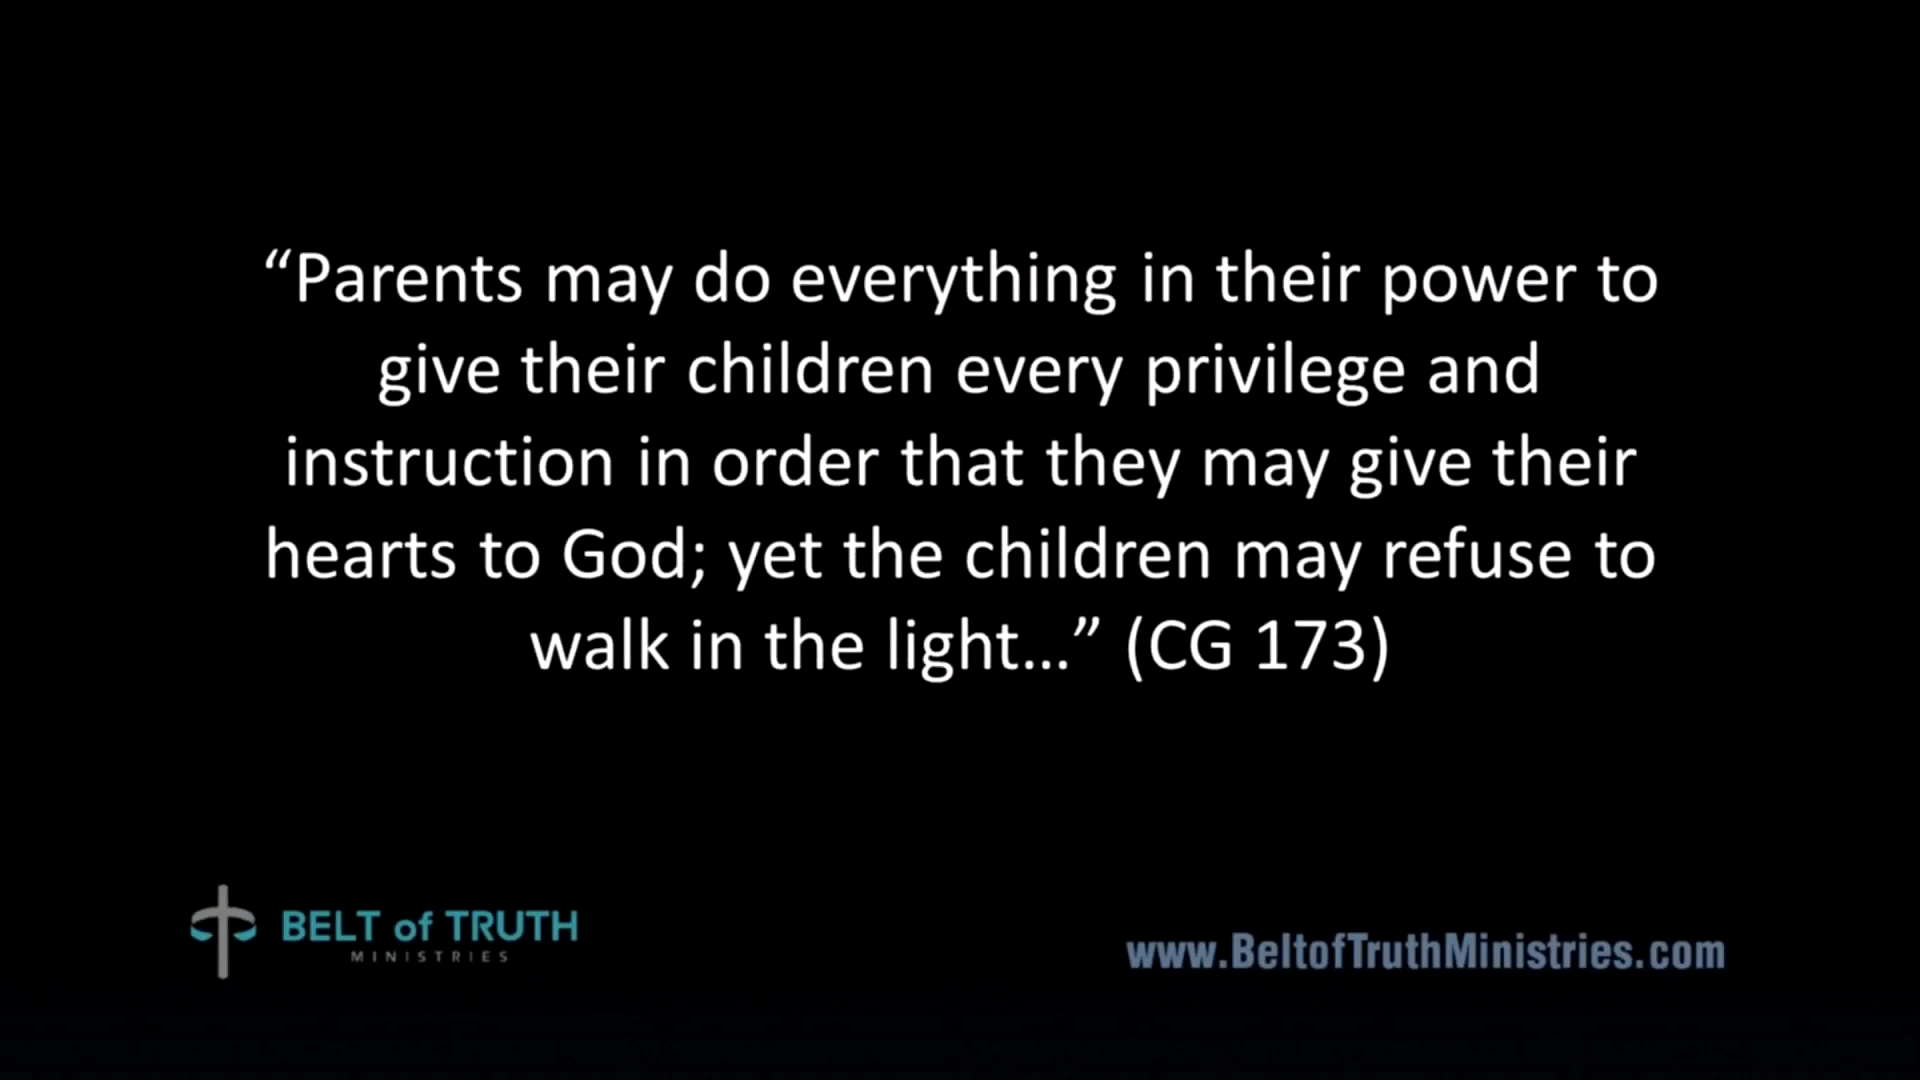 “Parents may do everything in their power to
give their children every privilege and
instruction in order that they may give their
hearts to God; yet the children may refuse to
walk in the light...” (CG 173)
BELT of TRUTH
MINISTRIES
www.BeltofTruthMinistries.com